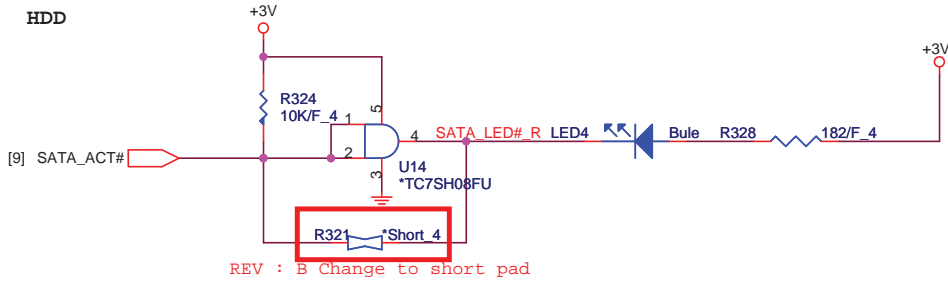 HDD
+3V
+3V
R324
10K/F_4
1
5
4
2
3
SATA_LED#_R
LED4
Bule
R328
182/F_4
[9] SATA_ACT#
U14
*TC7SH08FU
R321
*Short_4
REV : B Change to short pad